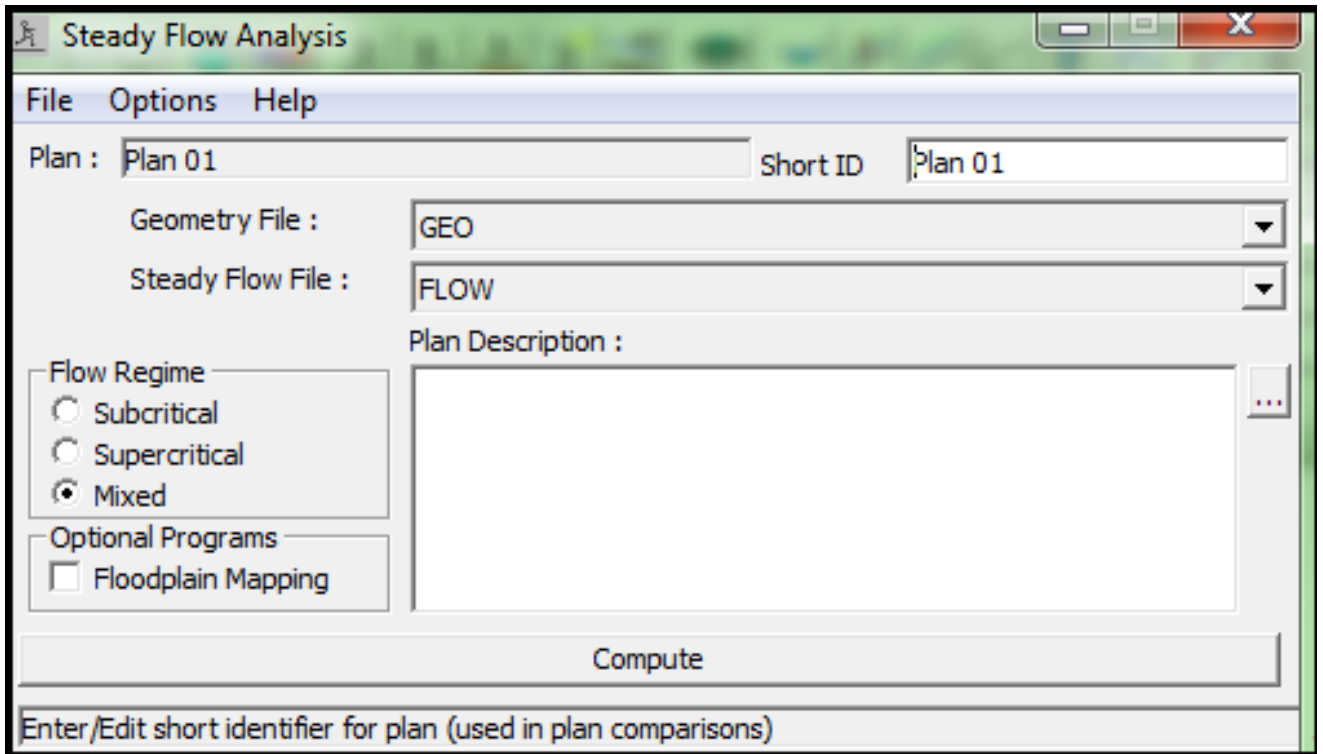 Steady Flow Analysis
File Options Help
Plan : Plan 01 Short ID Plan 01
Geometry File : GEO
Steady Flow File : FLOW
Plan Description :
Flow Regime
Subcritical
Supercritical
Mixed
Optional Programs
Floodplain Mapping
...
Compute
Enter/Edit short identifier for plan (used in plan comparisons)